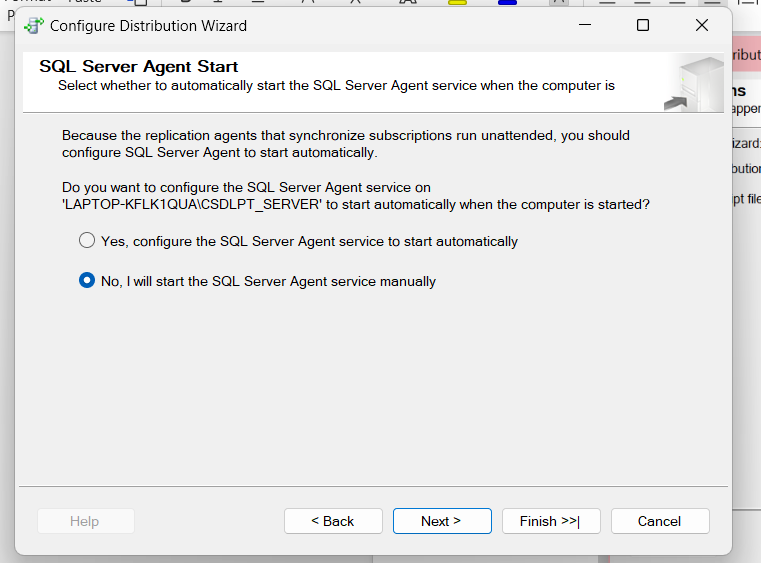 Configure Distribution Wizard
SQL Server Agent Start
Select whether to automatically start the SQL Server Agent service when the computer is
Because the replication agents that synchronize subscriptions run unattended, you should
configure SQL Server Agent to start automatically.
Do you want to configure the SQL Server Agent service on
'LAPTOP-KFLK1QUA\CSDLPT_SERVER' to start automatically when the computer is started?
Yes, configure the SQL Server Agent service to start automatically
No, I will start the SQL Server Agent service manually
Help
< Back
Next >
Finish >>|
Cancel